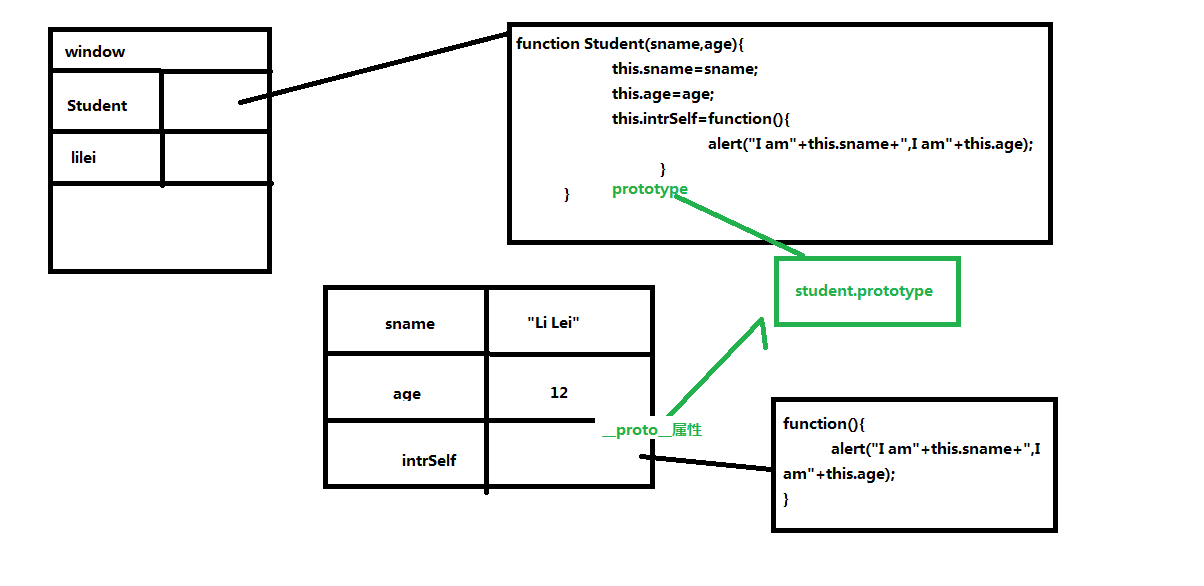 window
Student
lilei
function Student(sname,age){
this.sname=sname;
this.age=age;
this.intrSelf=function(){
alert("I am"+this.sname+",I am"+this.age);
}
prototype
}
student.prototype
sname
"Li Lei"
age
12
__proto__属性
intrSelf
function(){
alert("I am"+this.sname+",I
am"+this.age);
}